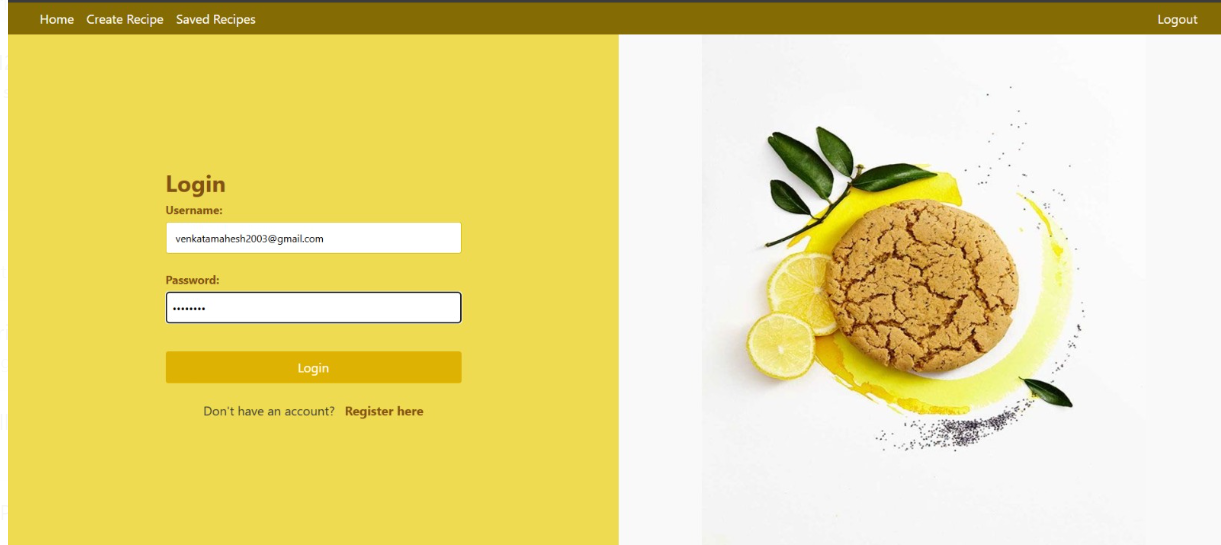 Home Create Recipe Saved Recipes Logout
Login
Username:
venkatamahesh2003@gmail.com
Password:
••••••••
Login
Don't have an account? Register here